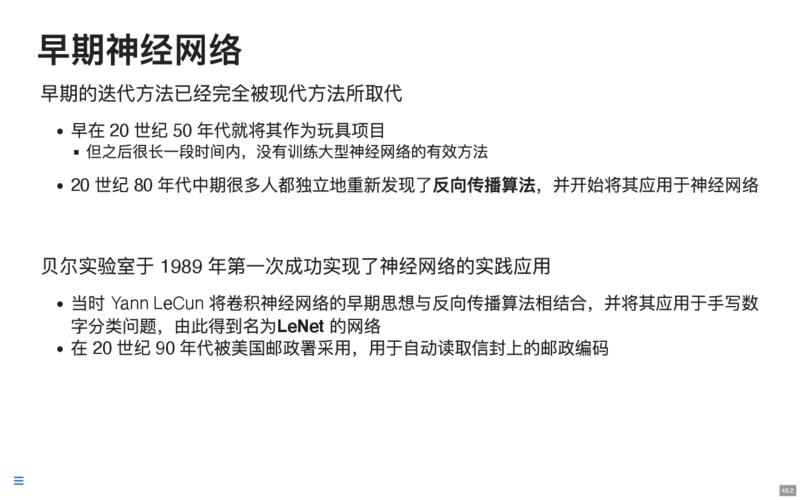 早期神经网络
早期的迭代方法已经完全被现代方法所取代
• 早在 20 世纪 50 年代就将其作为玩具项目
▪ 但之后很长一段时间内，没有训练大型神经网络的有效方法
• 20 世纪 80 年代中期很多人都独立地重新发现了反向传播算法，并开始将其应用于神经网络
贝尔实验室于 1989 年第一次成功实现了神经网络的实践应用
• 当时 Yann LeCun 将卷积神经网络的早期思想与反向传播算法相结合，并将其应用于手写数
字分类问题，由此得到名为LeNet 的网络
• 在 20 世纪 90 年代被美国邮政署采用，用于自动读取信封上的邮政编码
45.2